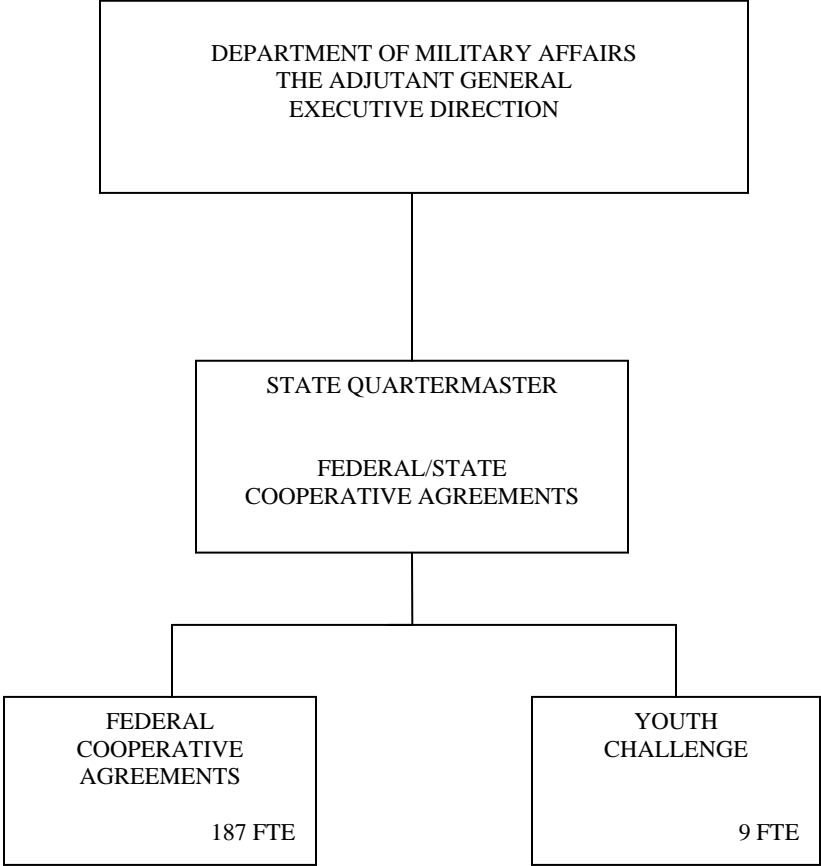 DEPARTMENT OF MILITARY AFFAIRS
THE ADJUTANT GENERAL
EXECUTIVE DIRECTION
STATE QUARTERMASTER
FEDERAL/STATE
COOPERATIVE AGREEMENTS
FEDERAL
COOPERATIVE
AGREEMENTS
187 FTE
YOUTH
CHALLENGE
9 FTE